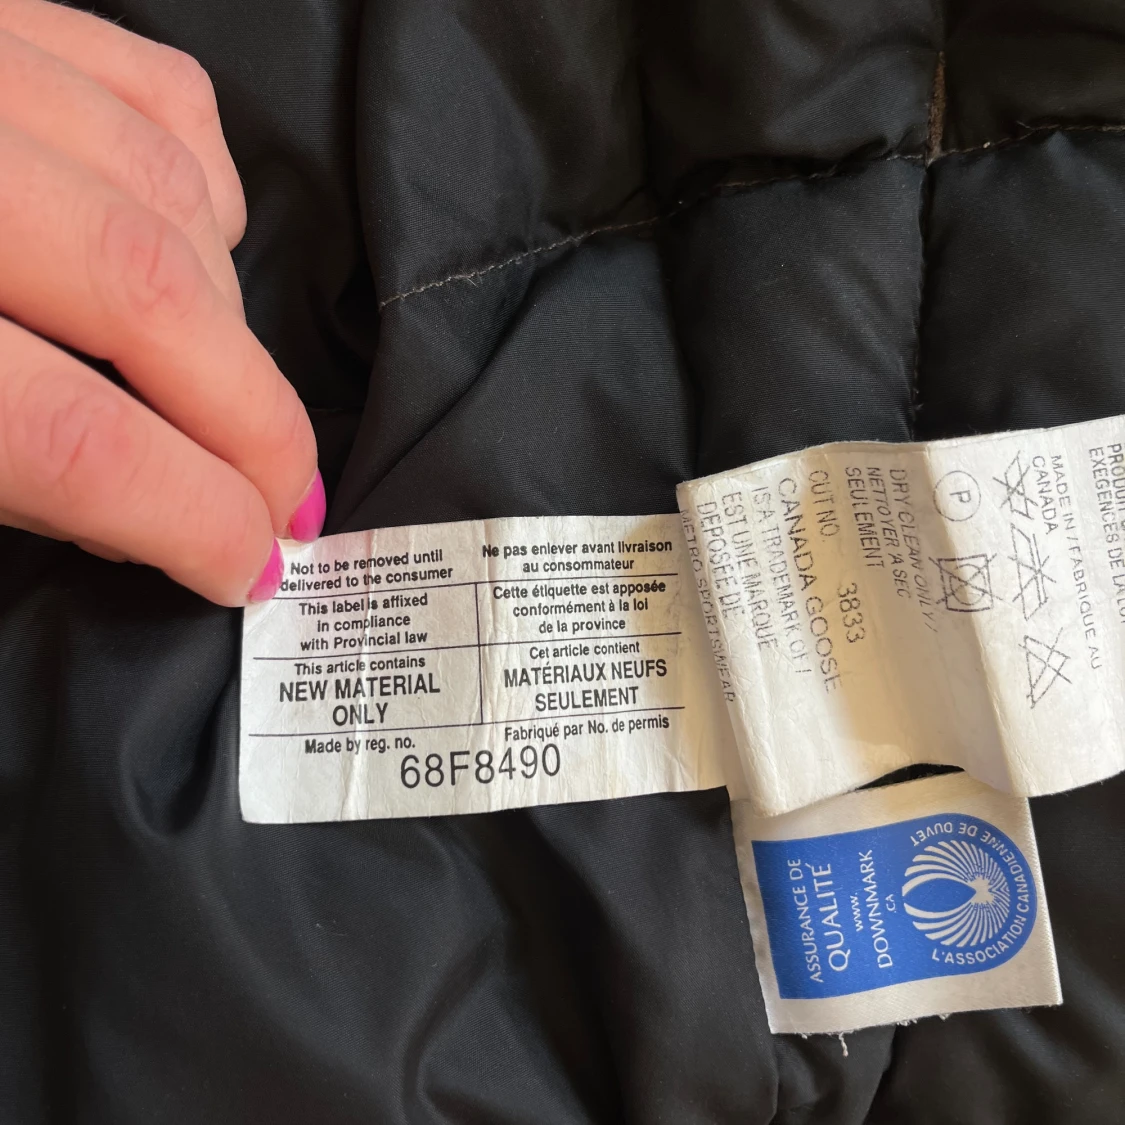 Not to be removed until
delivered to the consumer
Ne pas enlever avant livraison
au consommateur
This label is affixed
in compliance
with Provincial law
Cette étiquette est apposée
conformément à la loi
de la province
This article contains
NEW MATERIAL
ONLY
Cet article contient
MATÉRIAUX NEUFS
SEULEMENT
Made by reg. no.
Fabriqué par No. de permis
68F8490
EXEGENCES DE LA LOI
MADE IN / FABRIQUE AU
CANADA
P
DRY CLEAN ONLY /
NETTOYER A SEC
SEULEMENT
CUT NO. 3833
CANADA GOOSE
IS A TRADEMARK OF /
EST UNE MARQUE
DEPOSEE DE
METRO SPORTSWEAR
ASSURANCE DE
QUALITÉ
www.
DOWNMARK
.CA
L'ASSOCIATION CANADIENNE DE DUVET